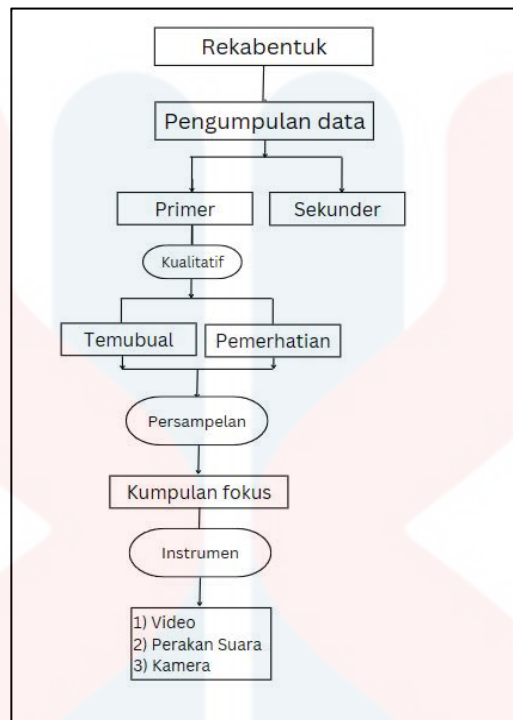 Rekabentuk
Pengumpulan data
Primer
Sekunder
Kualitatif
Temubual
Pemerhatian
Persampelan
Kumpulan fokus
Instrumen
1) Video
2) Perakan Suara
3) Kamera